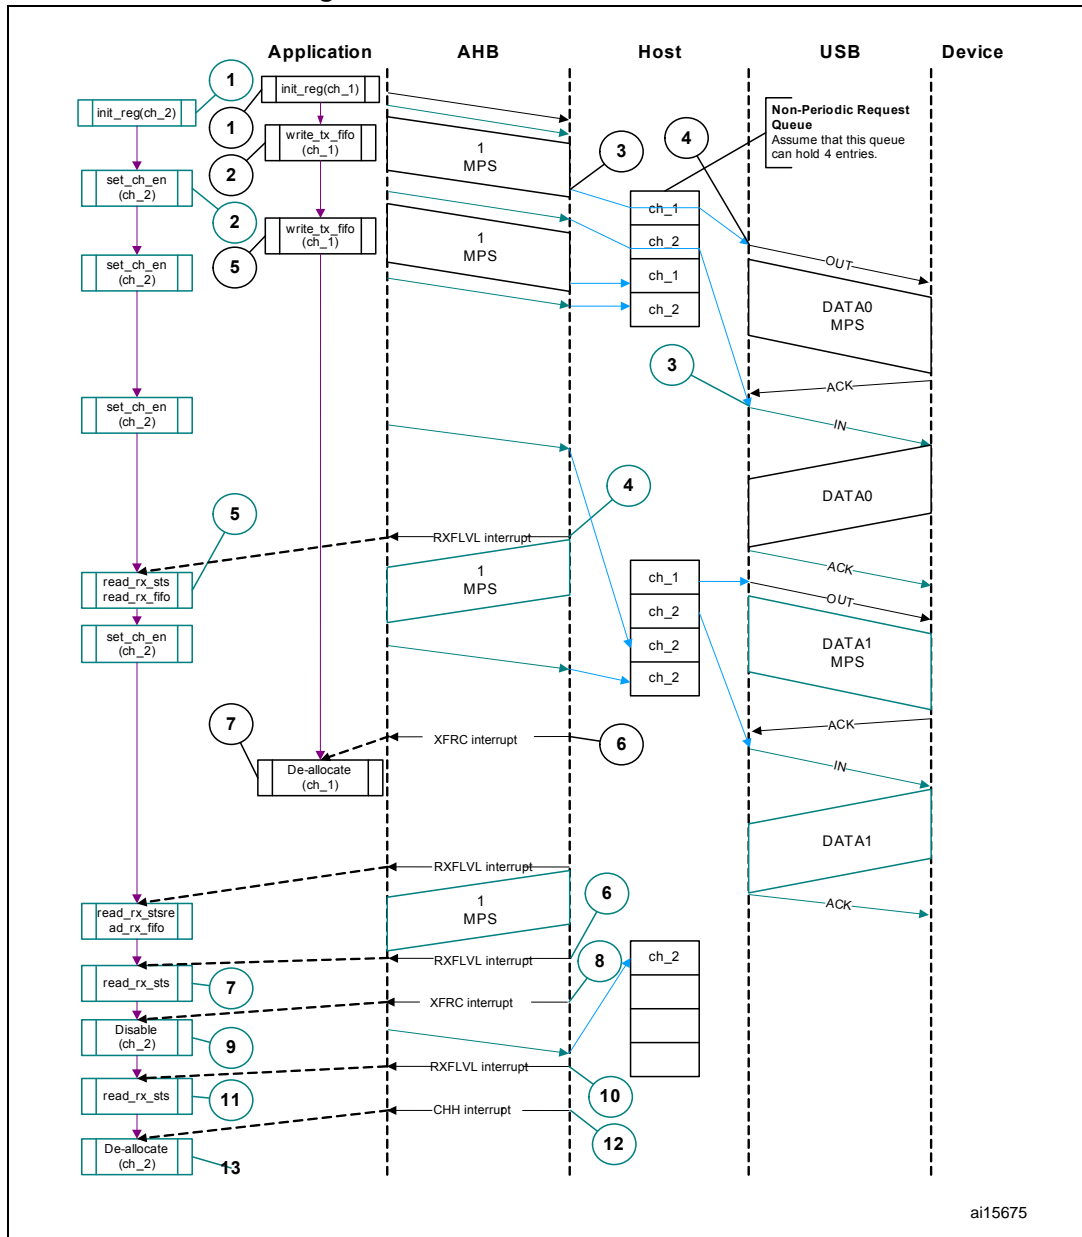 Application AHB Host USB Device
1
init_reg(ch_1)
init_reg(ch_2)
1
Non-Periodic Request
Queue
Assume that this queue
can hold 4 entries.
write_tx_fifo
(ch_1)
2
1
MPS
3
4
set_ch_en
(ch_2)
2
ch_1
ch_2
ch_1
ch_2
write_tx_fifo
(ch_1)
5
set_ch_en
(ch_2)
1
MPS
OUT
DATA0
MPS
3
ACK
set_ch_en
(ch_2)
IN
DATA0
5
4
RXFLVL interrupt
read_rx_sts
read_rx_fifo
1
MPS
ACK
ch_1
ch_2
ch_2
ch_2
OUT
set_ch_en
(ch_2)
DATA1
MPS
7
XFRC interrupt
6
ACK
De-allocate
(ch_1)
IN
DATA1
RXFLVL interrupt
read_rx_stsre
ad_rx_fifo
1
MPS
6
ACK
RXFLVL interrupt
8
ch_2
read_rx_sts
7
XFRC interrupt
Disable
(ch_2)
9
RXFLVL interrupt
10
read_rx_sts
11
CHH interrupt
12
De-allocate
(ch_2)
13
ai15675